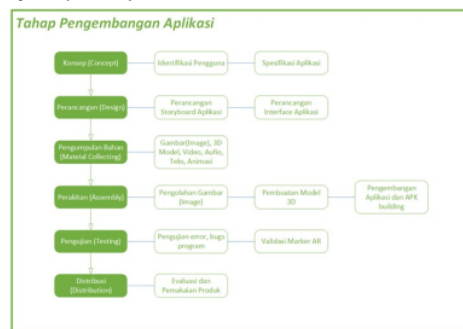 Tahap Pengembangan Aplikasi
Konsep (Concept)
Identifikasi Pengguna
Spesifikasi Aplikasi
Perancangan (Design)
Perancangan
Storyboard Aplikasi
Perancangan
Interface Aplikasi
Pengumpulan Bahan
(Mateial Collecting)
Gambar(Image), 3D
Model, Video, Aufio,
Teks, Animasi
Perakitan (Assembly)
Pengolahan Gambar
(Image)
Pembuatan Model
3D
Pengembangan
Aplikasi dan APK
building
Pengujian (Testing)
Pengujian error, bugs
program
Validasi Marker AR
Distribusi
(Distribution)
Evaluasi dan
Pemakaian Produk